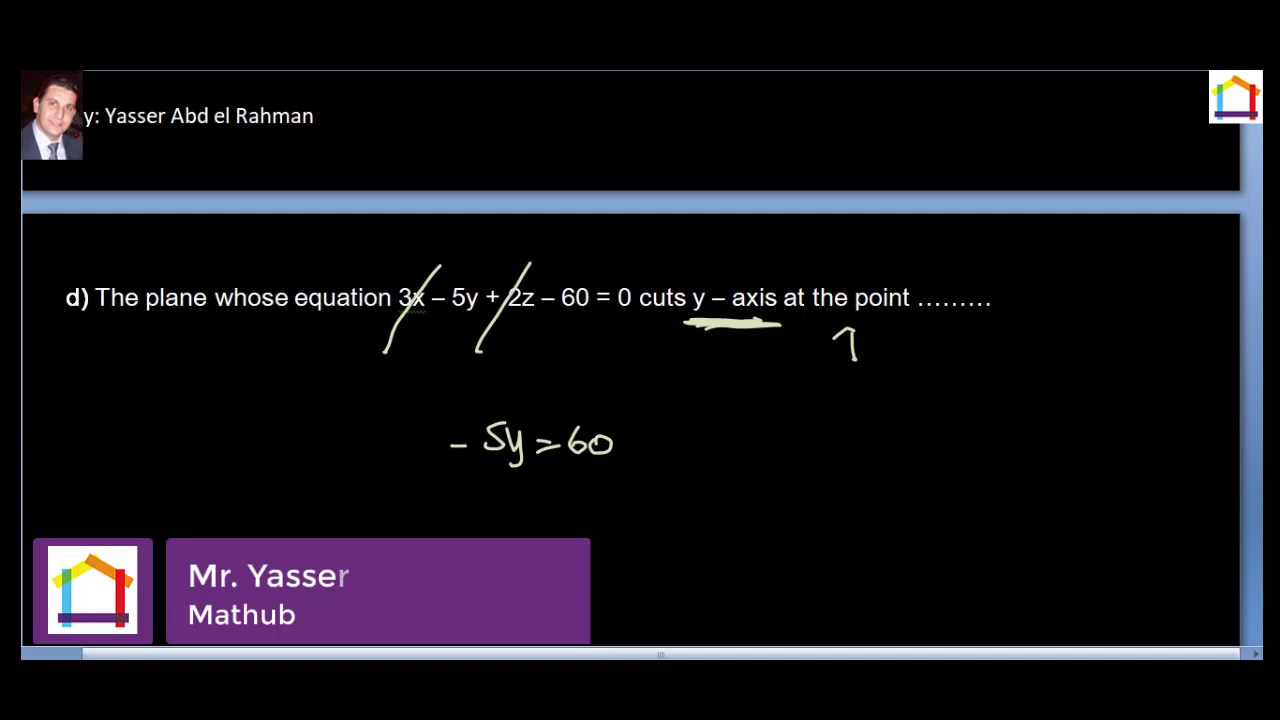 y: Yasser Abd el Rahman
d) The plane whose equation 3x – 5y + 2z – 60 = 0 cuts y – axis at the point ………
- 5y = 60
Mr. Yasser
Mathub